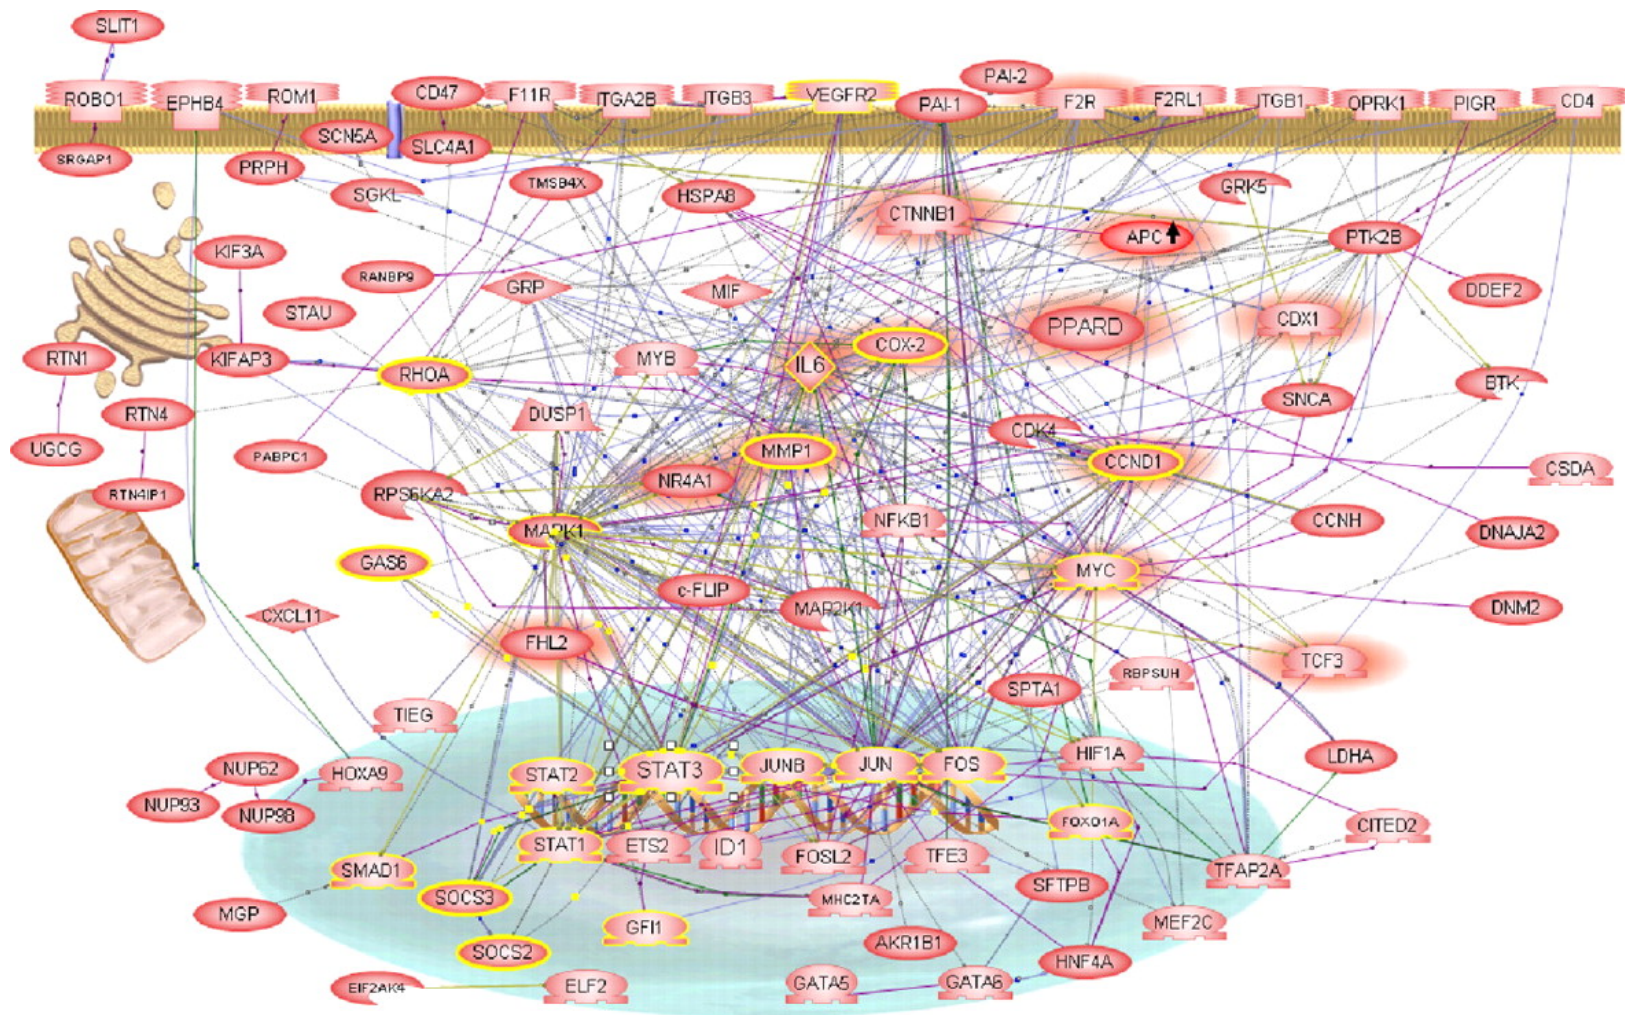 SLIT1
ROBO1
EPHB4
ROM1
CD47
F11R
ITGA2B
ITGB3
VEGFR2
PAI-1
PAI-2
F2R
F2RL1
ITGB1
OPRK1
PIGR
CD4
SRGAP1
PRPH
SCN5A
SLC4A1
SGKL
TMSB4X
HSPA8
CTNNB1
GRK5
APC
PTK2B
KIF3A
RANBP9
GRP
MIF
DDEF2
STAU
PPARD
CDX1
RTN1
KIFAP3
RHOA
MYB
IL6
COX-2
BTK
SNCA
RTN4
DUSP1
CDK4
UGCG
PABPC1
MMP1
CCND1
CSDA
RTN4IP1
RPS6KA2
NR4A1
MAPK1
NFKB1
CCNH
DNAJA2
GAS6
MYC
c-FLIP
MAP2K1
DNM2
CXCL11
FHL2
TCF3
RBPSUH
SPTA1
TIEG
NUP62
HOXA9
STAT2
STAT3
JUNB
JUN
FOS
HIF1A
LDHA
NUP93
NUP98
FOXO1A
CITED2
STAT1
ETS2
ID1
FOSL2
TFE3
SMAD1
TFAP2A
SOCS3
MHC2TA
SFTPB
MGP
GFI1
MEF2C
SOCS2
AKR1B1
HNF4A
EIF2AK4
ELF2
GATA5
GATA6